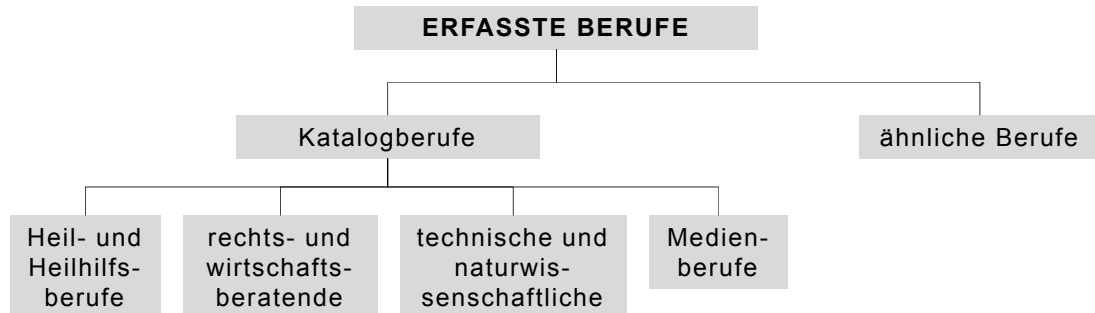 ERFASSTE BERUFE
Katalogberufe
ähnliche Berufe
Heil- und
Heilhilfs-
berufe
rechts- und
wirtschafts-
beratende
technische und
naturwis-
senschaftliche
Medien-
berufe